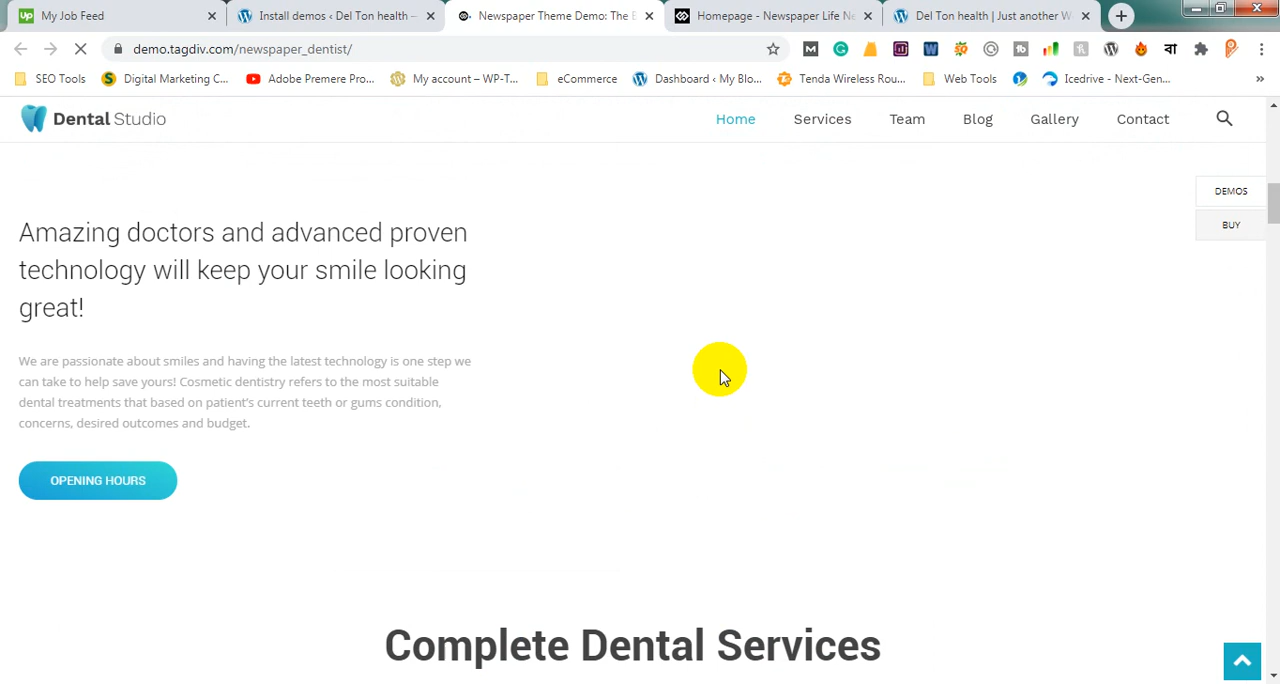 My Job Feed
Install demos ‹ Del Ton health —
Newspaper Theme Demo: The B
Homepage - Newspaper Life Ne
Del Ton health | Just another W
demo.tagdiv.com/newspaper_dentist/
SEO Tools
Digital Marketing C...
Adobe Premere Pro...
My account – WP-T...
eCommerce
Dashboard ‹ My Blo...
Tenda Wireless Rou...
Web Tools
Icedrive - Next-Gen...
»
Dental Studio
Home
Services
Team
Blog
Gallery
Contact
DEMOS
BUY
Amazing doctors and advanced proven
technology will keep your smile looking
great!
We are passionate about smiles and having the latest technology is one step we
can take to help save yours! Cosmetic dentistry refers to the most suitable
dental treatments that based on patient's current teeth or gums condition,
concerns, desired outcomes and budget.
OPENING HOURS
Complete Dental Services